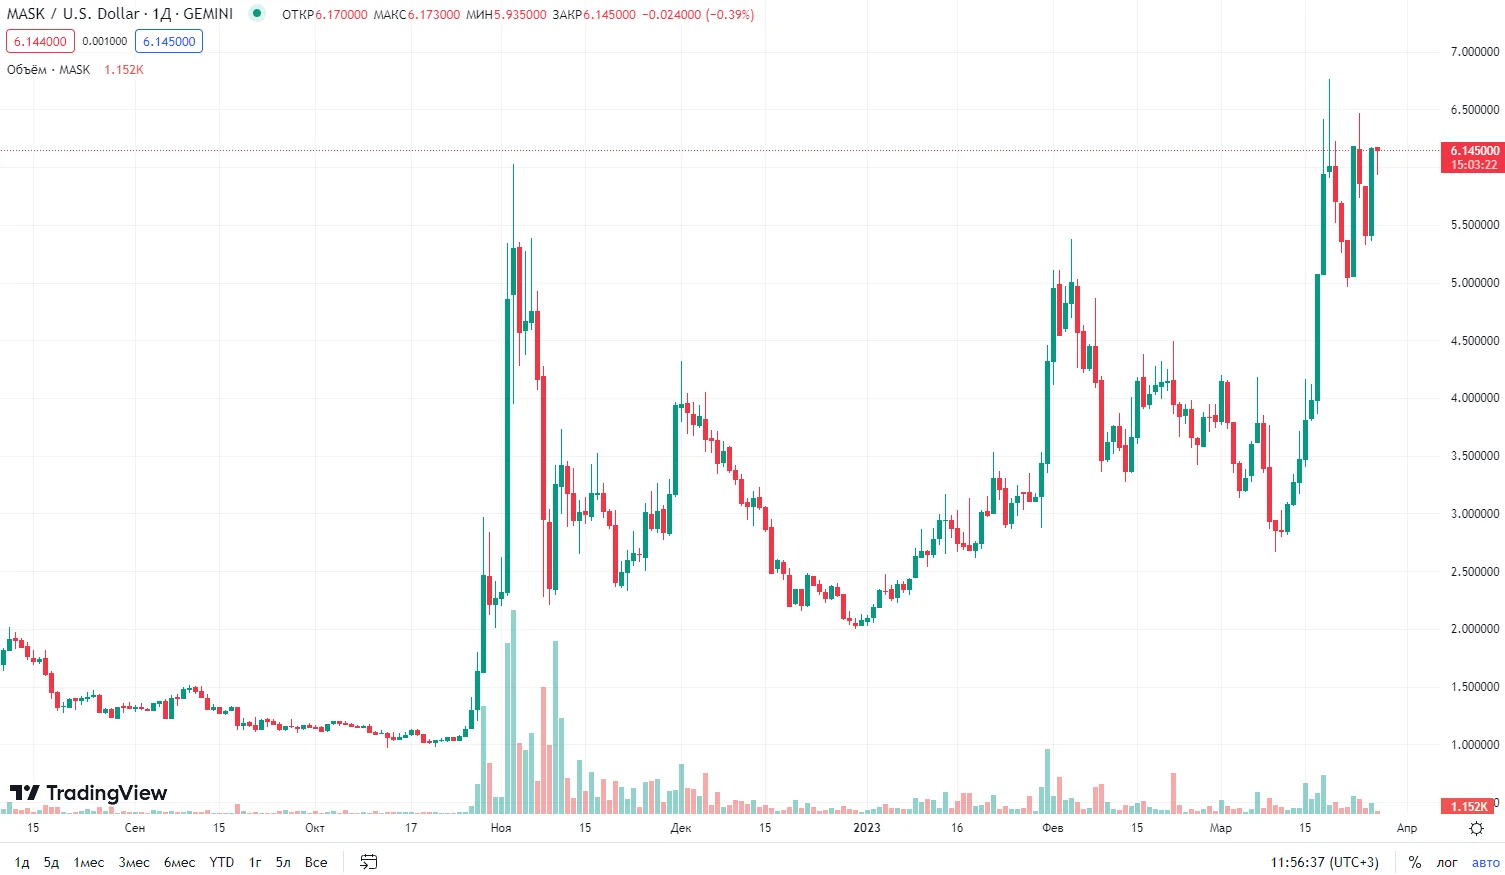 MASK / U.S. Dollar · 1Д · GEMINI ОТКР6.170000 МАКС6.173000 МИН5.935000 ЗАКР6.145000 −0.024000 (−0.39%)
6.144000 0.001000 6.145000
Объём · MASK 1.152K
7.000000
6.500000
6.145000
15:03:22
5.500000
5.000000
4.500000
4.000000
3.500000
3.000000
2.500000
2.000000
1.500000
1.000000
TradingView
1.152K
15 Сен 15 Окт 17 Ноя 15 Дек 15 2023 16 Фев 15 Мар 15 Апр
1д 5д 1мес 3мес 6мес YTD 1г 5л Все 11:56:37 (UTC+3) % лог авто